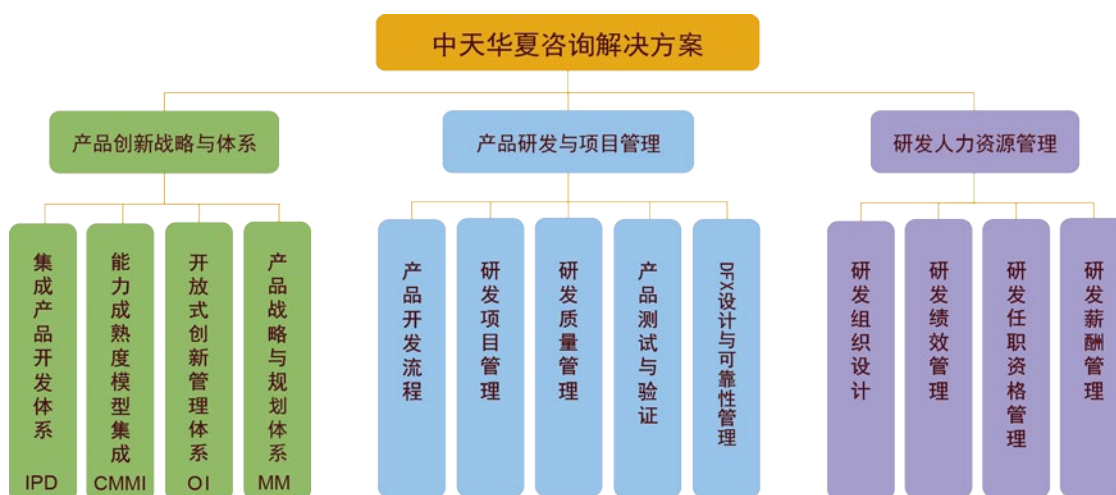 中天华夏咨询解决方案
产品创新战略与体系
产品研发与项目管理
研发人力资源管理
集成产品开发体系
IPD
能力成熟度模型集成
CMMI
开放式创新管理体系
OI
产品战略与规划体系
MM
产品开发流程
研发项目管理
研发质量管理
产品测试与验证
DFX设计与可靠性管理
研发组织设计
研发绩效管理
研发任职资格管理
研发薪酬管理